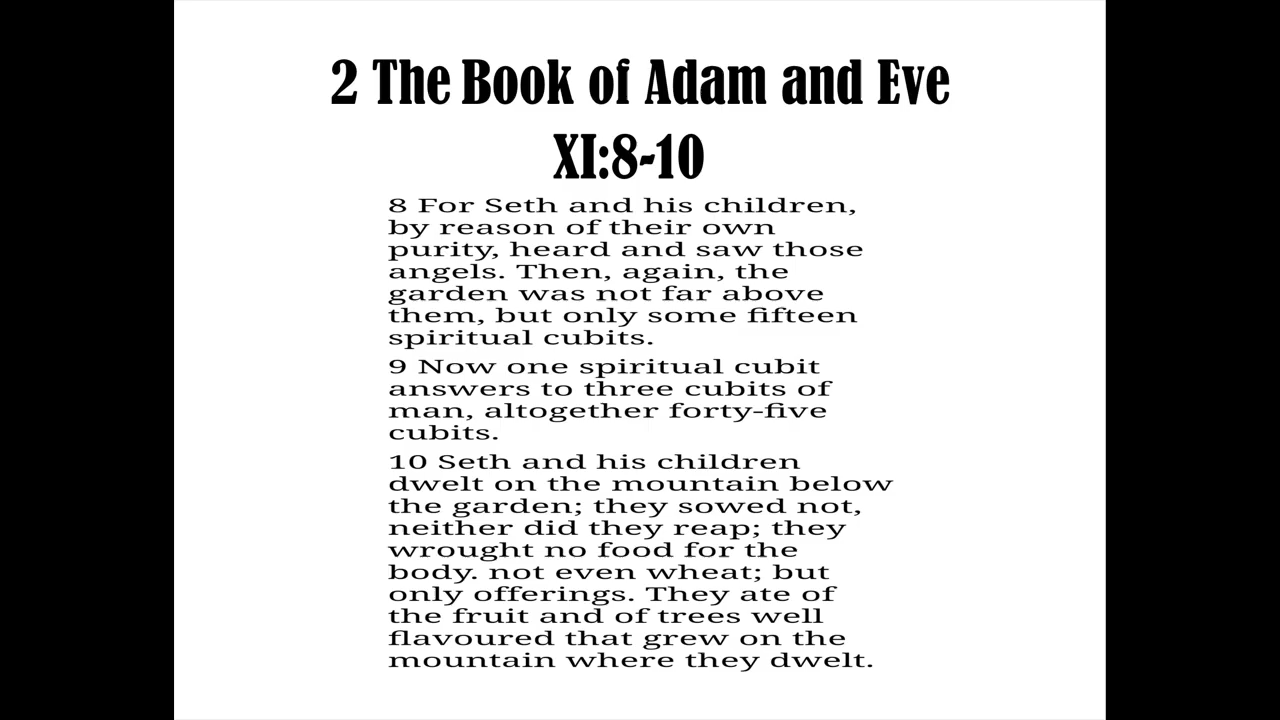 2 The Book of Adam and Eve
XI:8-10
8 For Seth and his children,
by reason of their own
purity, heard and saw those
angels. Then, again, the
garden was not far above
them, but only some fifteen
spiritual cubits.
9 Now one spiritual cubit
answers to three cubits of
man, altogether forty-five
cubits.
10 Seth and his children
dwelt on the mountain below
the garden; they sowed not,
neither did they reap; they
wrought no food for the
body. not even wheat; but
only offerings. They ate of
the fruit and of trees well
flavoured that grew on the
mountain where they dwelt.